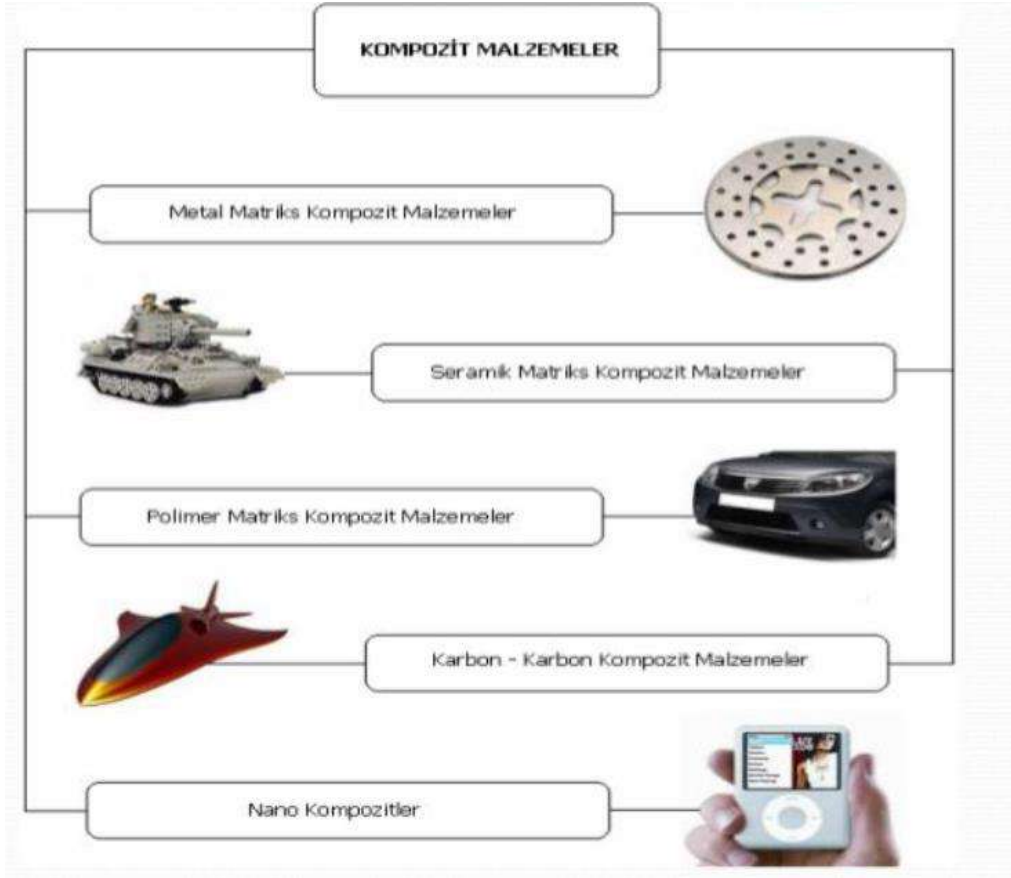 KOMPOZİT MALZEMELER
Metal Matriks Kompozit Malzemeler
Seramik Matriks Kompozit Malzemeler
Polimer Matriks Kompozit Malzemeler
Karbon - Karbon Kompozit Malzemeler
Nano Kompozitler